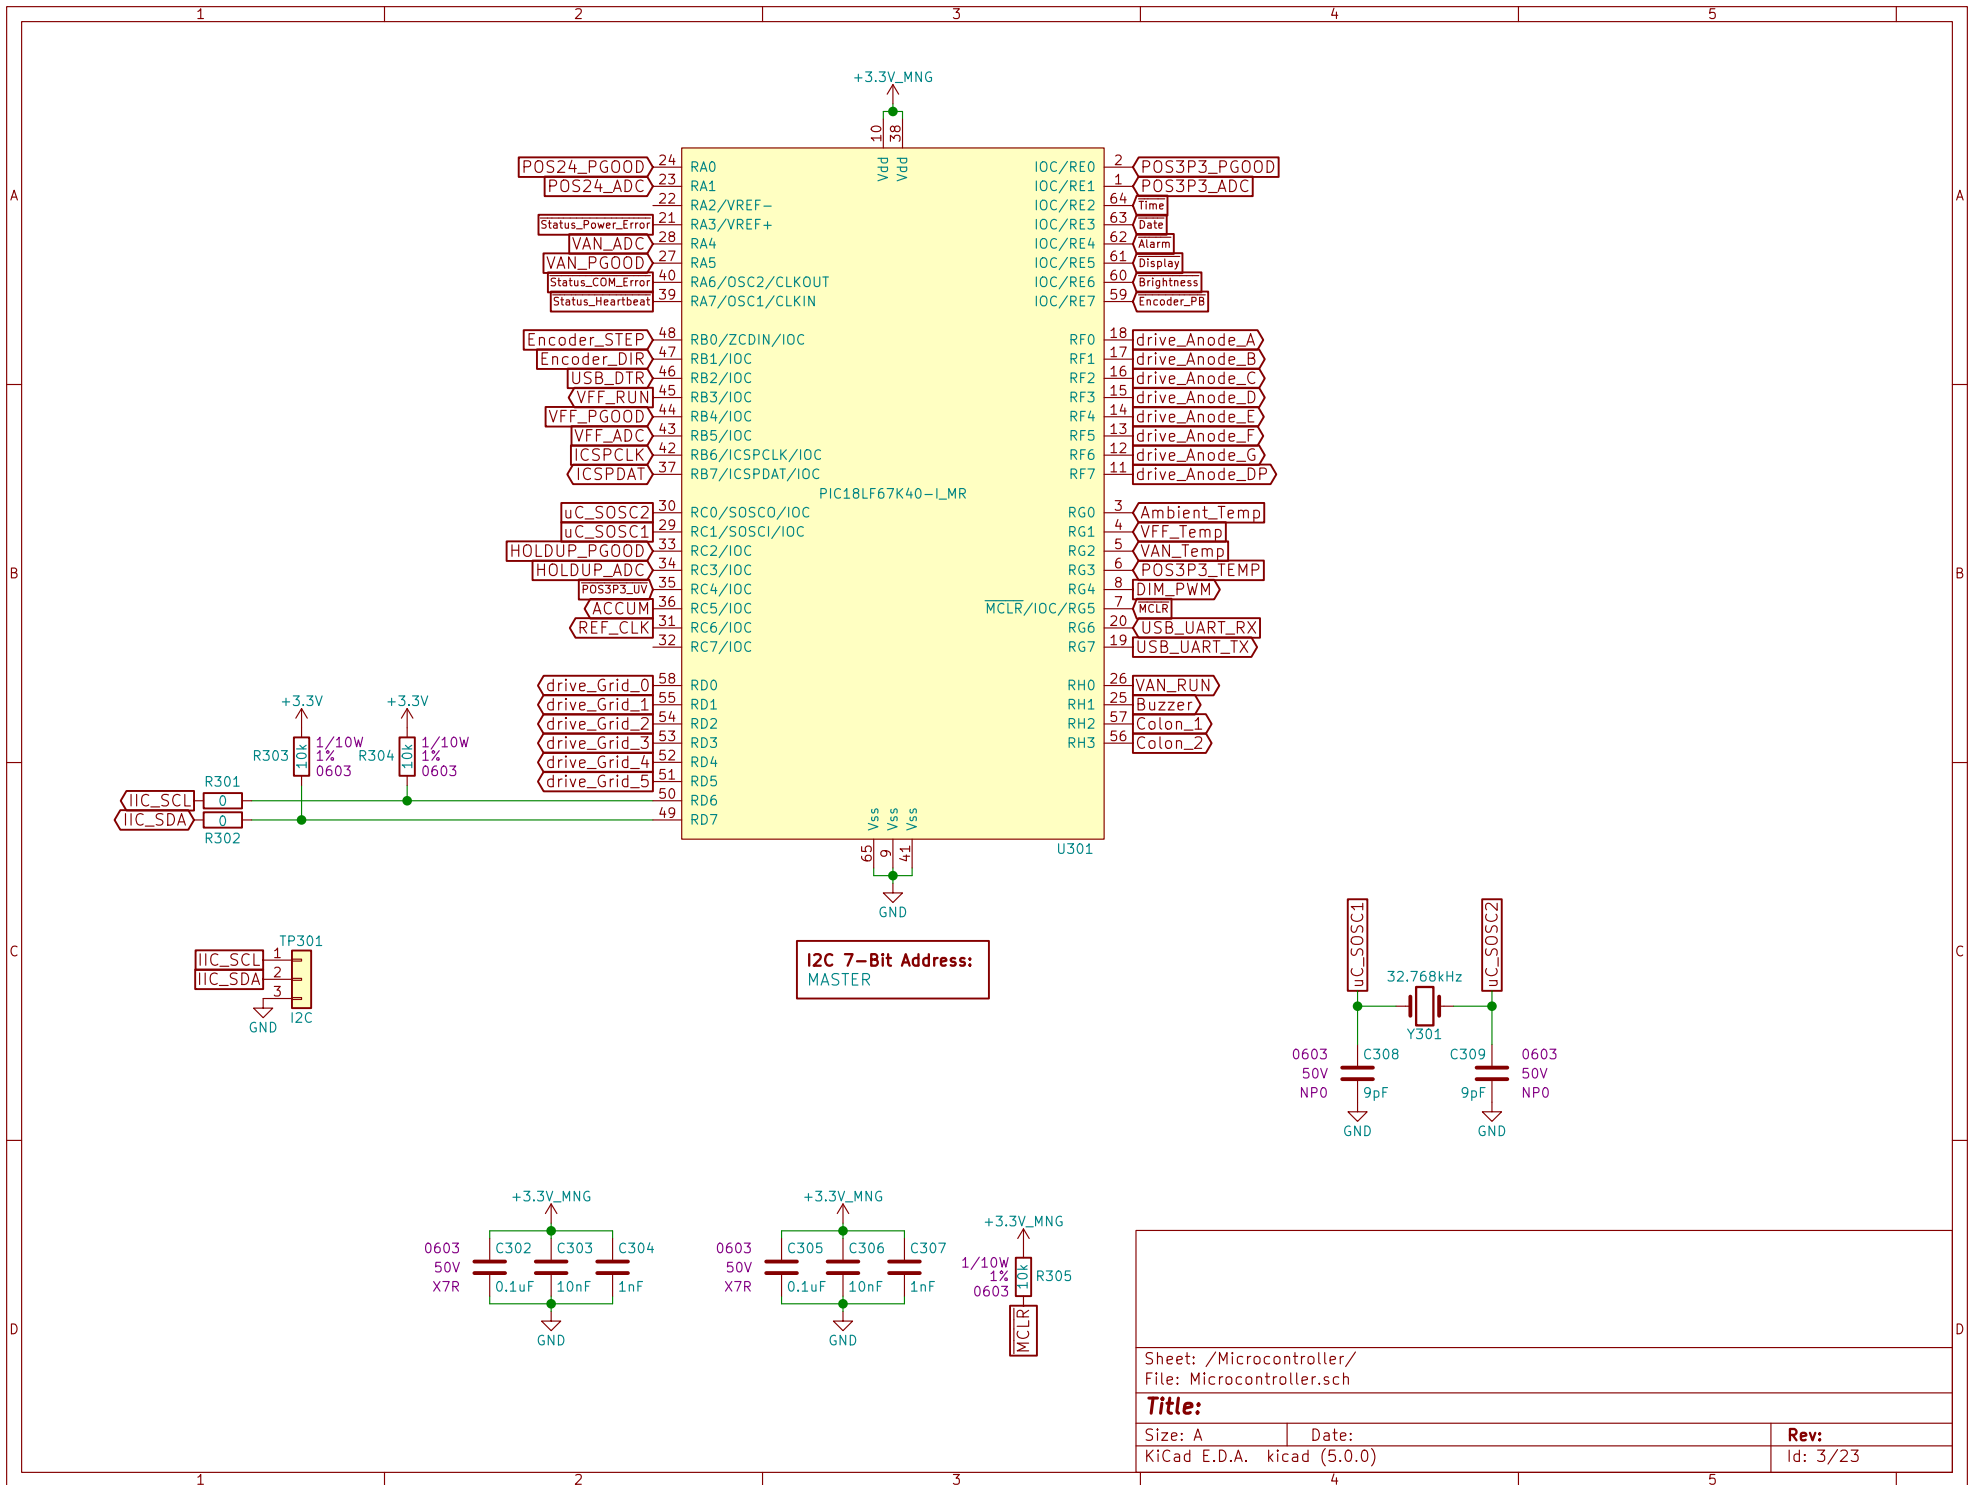 1 2 3 4 5
A A
B B
C C
D D
+3.3V_MNG
10 38
Vdd Vdd
POS24_PGOOD 24 RA0
POS24_ADC 23 RA1
22 RA2/VREF-
Status_Power_Error 21 RA3/VREF+
VAN_ADC 28 RA4
VAN_PGOOD 27 RA5
Status_COM_Error 40 RA6/OSC2/CLKOUT
Status_Heartbeat 39 RA7/OSC1/CLKIN
Encoder_STEP 48 RB0/ZCDIN/IOC
Encoder_DIR 47 RB1/IOC
USB_DTR 46 RB2/IOC
VFF_RUN 45 RB3/IOC
VFF_PGOOD 44 RB4/IOC
VFF_ADC 43 RB5/IOC
ICSPCLK 42 RB6/ICSPCLK/IOC
ICSPDAT 37 RB7/ICSPDAT/IOC
PIC18LF67K40-I_MR
uC_SOSC2 30 RC0/SOSCO/IOC
uC_SOSC1 29 RC1/SOSCI/IOC
HOLDUP_PGOOD 33 RC2/IOC
HOLDUP_ADC 34 RC3/IOC
POS3P3_UV 35 RC4/IOC
ACCUM 36 RC5/IOC
REF_CLK 31 RC6/IOC
32 RC7/IOC
drive_Grid_0 58 RD0
drive_Grid_1 55 RD1
drive_Grid_2 54 RD2
drive_Grid_3 53 RD3
drive_Grid_4 52 RD4
drive_Grid_5 51 RD5
50 RD6
49 RD7
IOC/RE0 2 POS3P3_PGOOD
IOC/RE1 1 POS3P3_ADC
IOC/RE2 64 Time
IOC/RE3 63 Date
IOC/RE4 62 Alarm
IOC/RE5 61 Display
IOC/RE6 60 Brightness
IOC/RE7 59 Encoder_PB
RF0 18 drive_Anode_A
RF1 17 drive_Anode_B
RF2 16 drive_Anode_C
RF3 15 drive_Anode_D
RF4 14 drive_Anode_E
RF5 13 drive_Anode_F
RF6 12 drive_Anode_G
RF7 11 drive_Anode_DP
RG0 3 Ambient_Temp
RG1 4 VFF_Temp
RG2 5 VAN_Temp
RG3 6 POS3P3_TEMP
RG4 8 DIM_PWM
MCLR/IOC/RG5 7 MCLR
RG6 20 USB_UART_RX
RG7 19 USB_UART_TX
RH0 26 VAN_RUN
RH1 25 Buzzer
RH2 57 Colon_1
RH3 56 Colon_2
Vss Vss Vss
65 9 41
U301
GND
+3.3V +3.3V
R303 10k 1/10W 1% 0603
R304 10k 1/10W 1% 0603
R301
IIC_SCL 0
IIC_SDA 0
R302
TP301
IIC_SCL 1
IIC_SDA 2
3
GND
I2C
I2C 7-Bit Address:
MASTER
uC_SOSC1 uC_SOSC2
32.768kHz
Y301
0603 C308 C309 0603
50V 50V
NP0 9pF 9pF NP0
GND GND
+3.3V_MNG
0603 C302 C303 C304
50V
X7R 0.1uF 10nF 1nF
GND
+3.3V_MNG
0603 C305 C306 C307
50V
X7R 0.1uF 10nF 1nF
GND
+3.3V_MNG
1/10W
1% 10k R305
0603
MCLR
Sheet: /Microcontroller/
File: Microcontroller.sch
Title:
Size: A Date: Rev:
KiCad E.D.A. kicad (5.0.0) Id: 3/23
1 2 3 4 5